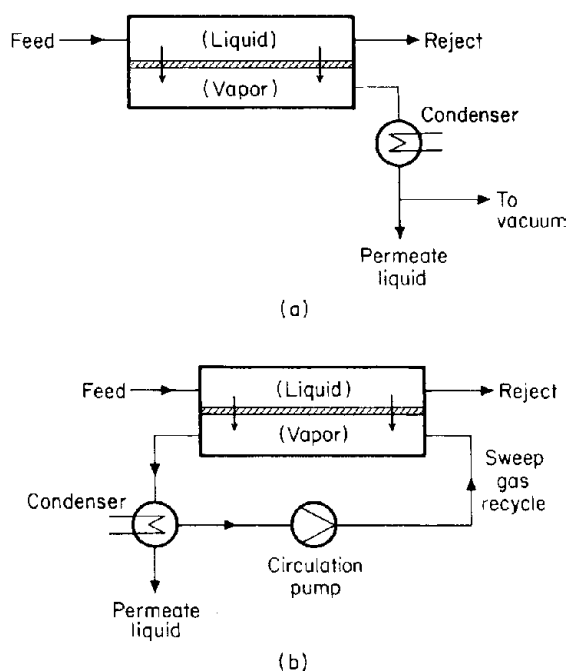 Feed
(Liquid)
Reject
(Vapor)
Condenser
To
vacuum
Permeate
liquid
(a)
Feed
(Liquid)
Reject
(Vapor)
Sweep
gas
recycle
Condenser
Circulation
pump
Permeate
liquid
(b)